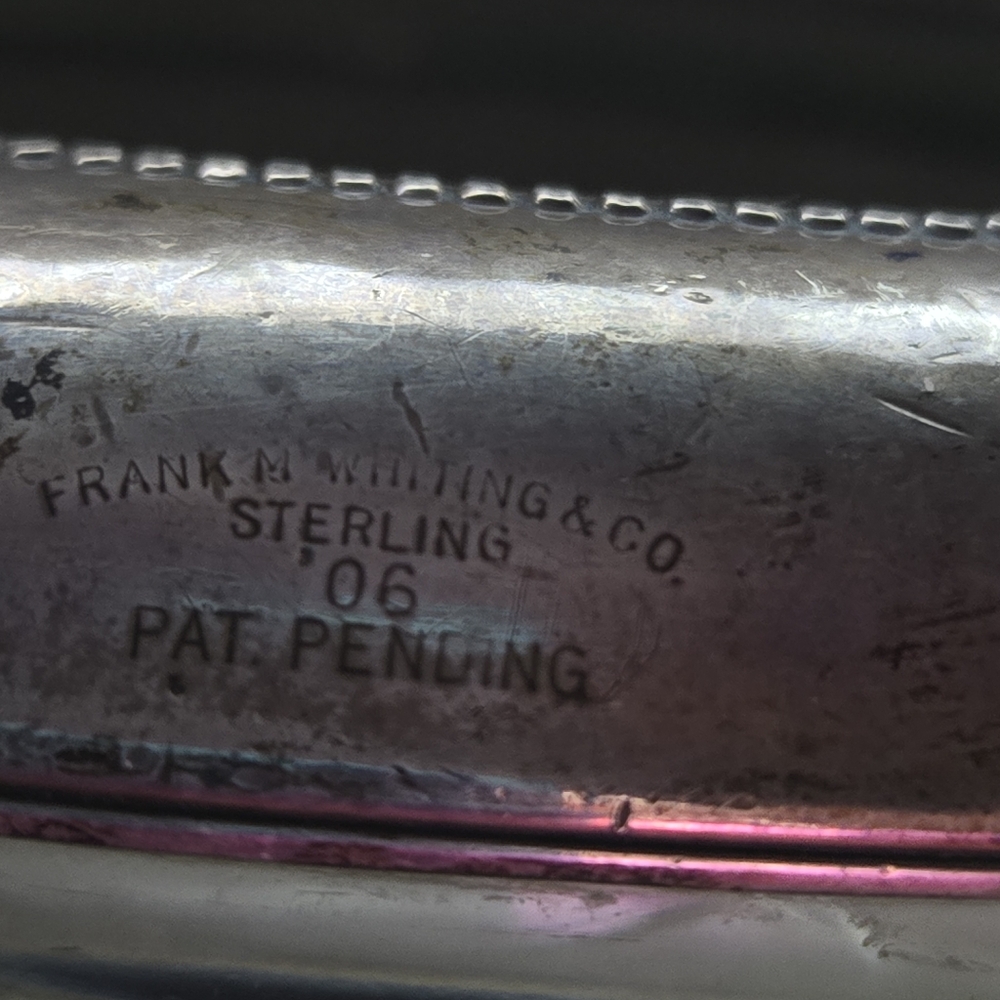 FRANK M WHITING & CO.
STERLING
'06
PAT. PENDING